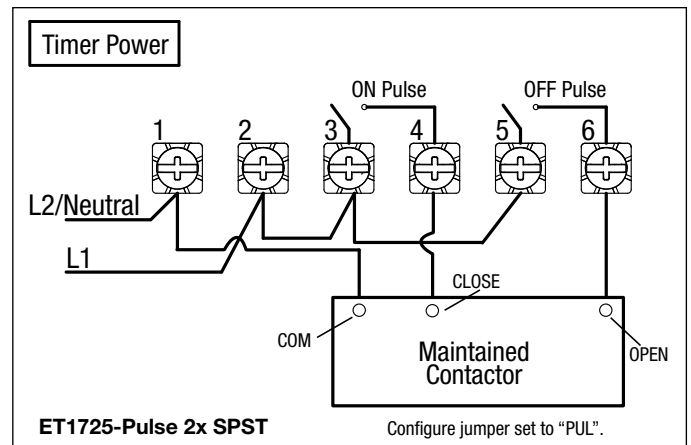 Timer Power
ON Pulse
OFF Pulse
1 2 3 4 5 6
L2/Neutral
L1
CLOSE
COM
OPEN
Maintained
Contactor
ET1725-Pulse 2x SPST
Configure jumper set to “PUL”.